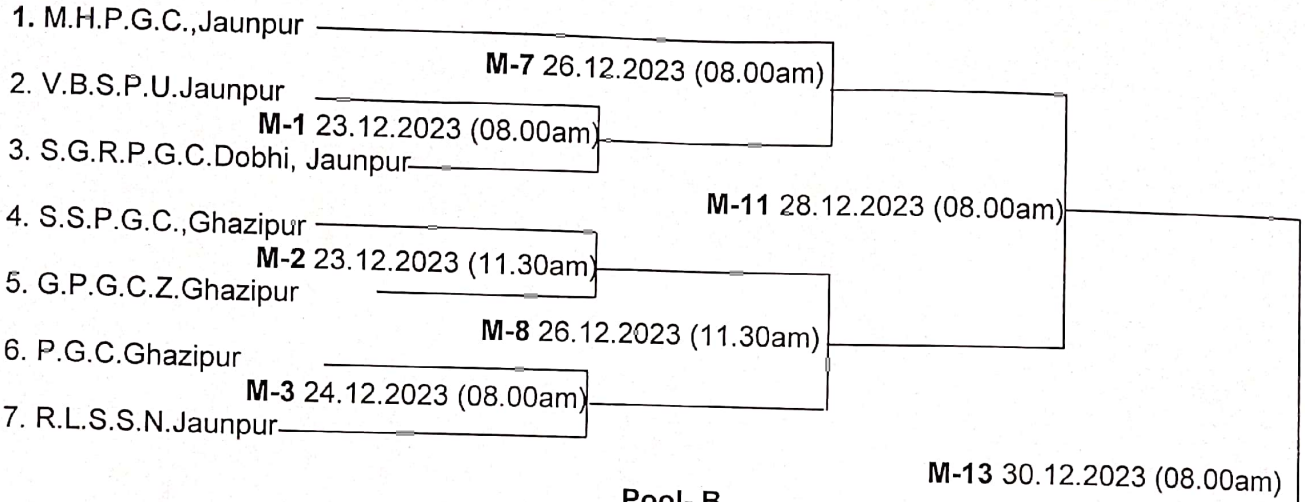 1. M.H.P.G.C.,Jaunpur
M-7 26.12.2023 (08.00am)
2. V.B.S.P.U.Jaunpur
M-1 23.12.2023 (08.00am)
3. S.G.R.P.G.C.Dobhi, Jaunpur
M-11 28.12.2023 (08.00am)
4. S.S.P.G.C.,Ghazipur
M-2 23.12.2023 (11.30am)
5. G.P.G.C.Z.Ghazipur
M-8 26.12.2023 (11.30am)
6. P.G.C.Ghazipur
M-3 24.12.2023 (08.00am)
7. R.L.S.S.N.Jaunpur
M-13 30.12.2023 (08.00am)
Pool- B